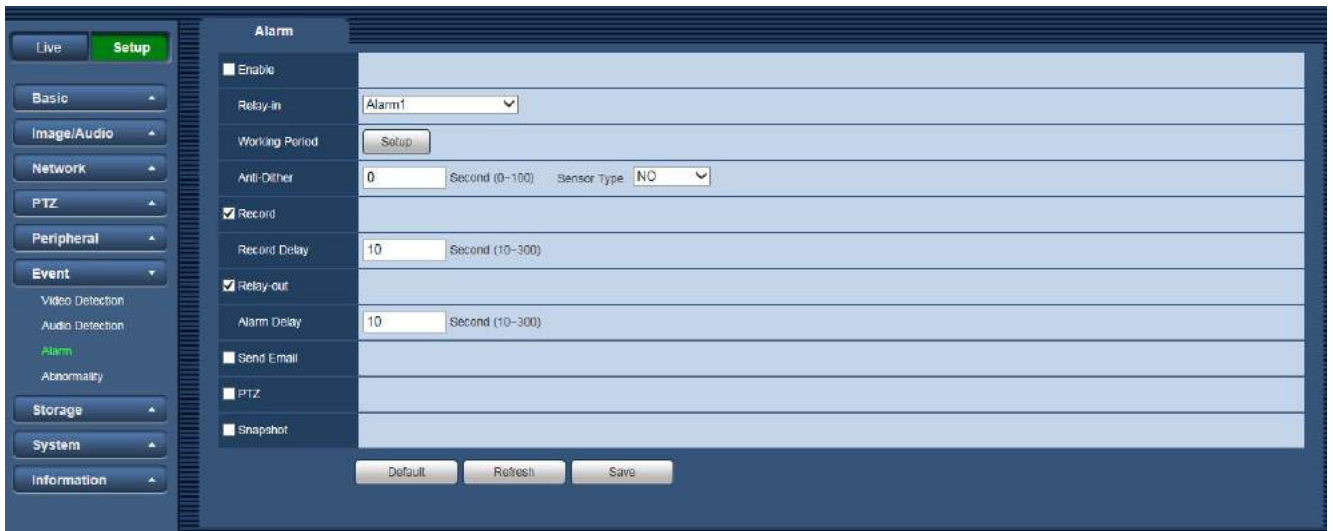 Live Setup
Alarm
Basic
Image/Audio
Network
PTZ
Peripheral
Event
Video Detection
Audio Detection
Alarm
Abnormality
Storage
System
Information
Enable
Relay-in Alarm1
Working Period Setup
Anti-Dither 0 Second (0~100) Sensor Type NO
Record
Record Delay 10 Second (10~300)
Relay-out
Alarm Delay 10 Second (10~300)
Send Email
PTZ
Snapshot
Default Refresh Save